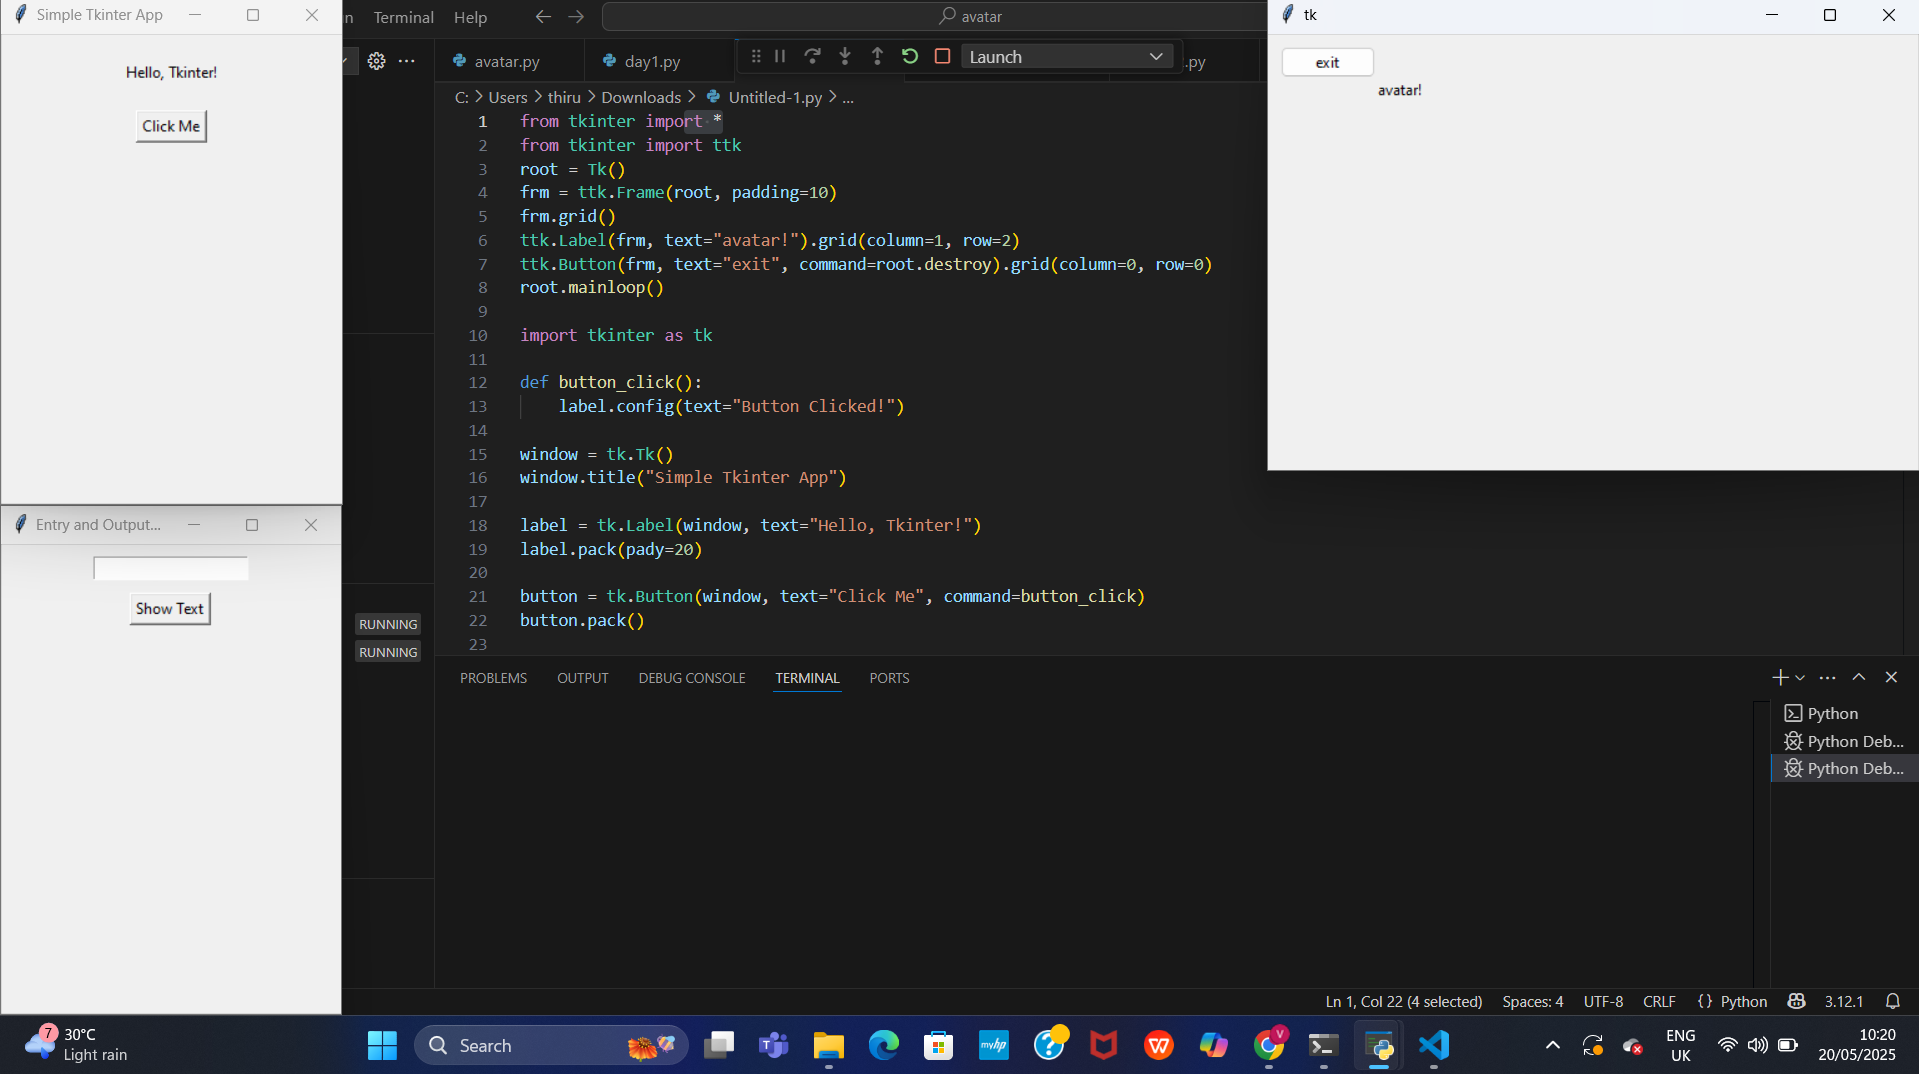 Simple Tkinter App
Hello, Tkinter!
Click Me
Entry and Output...
Show Text
Terminal Help
avatar
avatar.py
day1.py
Launch
.py
C: > Users > thiru > Downloads > Untitled-1.py > ...
1 from tkinter import *
2 from tkinter import ttk
3 root = Tk()
4 frm = ttk.Frame(root, padding=10)
5 frm.grid()
6 ttk.Label(frm, text="avatar!").grid(column=1, row=2)
7 ttk.Button(frm, text="exit", command=root.destroy).grid(column=0, row=0)
8 root.mainloop()
9
10 import tkinter as tk
11
12 def button_click():
13 label.config(text="Button Clicked!")
14
15 window = tk.Tk()
16 window.title("Simple Tkinter App")
17
18 label = tk.Label(window, text="Hello, Tkinter!")
19 label.pack(pady=20)
20
21 button = tk.Button(window, text="Click Me", command=button_click)
22 button.pack()
23
tk
exit
avatar!
RUNNING
RUNNING
PROBLEMS OUTPUT DEBUG CONSOLE TERMINAL PORTS
Python
Python Deb...
Python Deb...
Ln 1, Col 22 (4 selected) Spaces: 4 UTF-8 CRLF {} Python 3.12.1
7
30°C
Light rain
Search
myhp
V
ENG
UK
10:20
20/05/2025